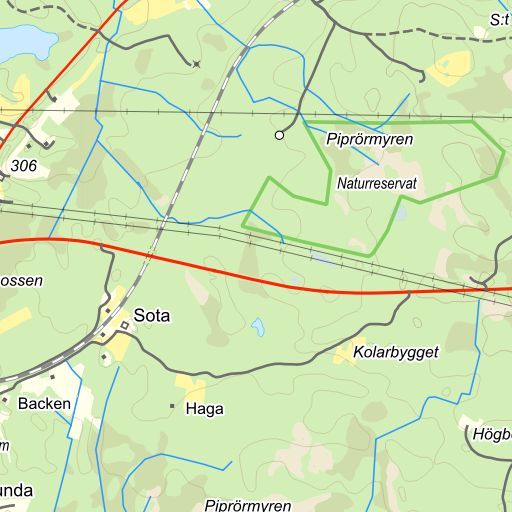 S:t
Piprörmyren
306
Naturreservat
ossen
Sota
Kolarbygget
Backen
Haga
Högb
m
unda
Piprörmyren